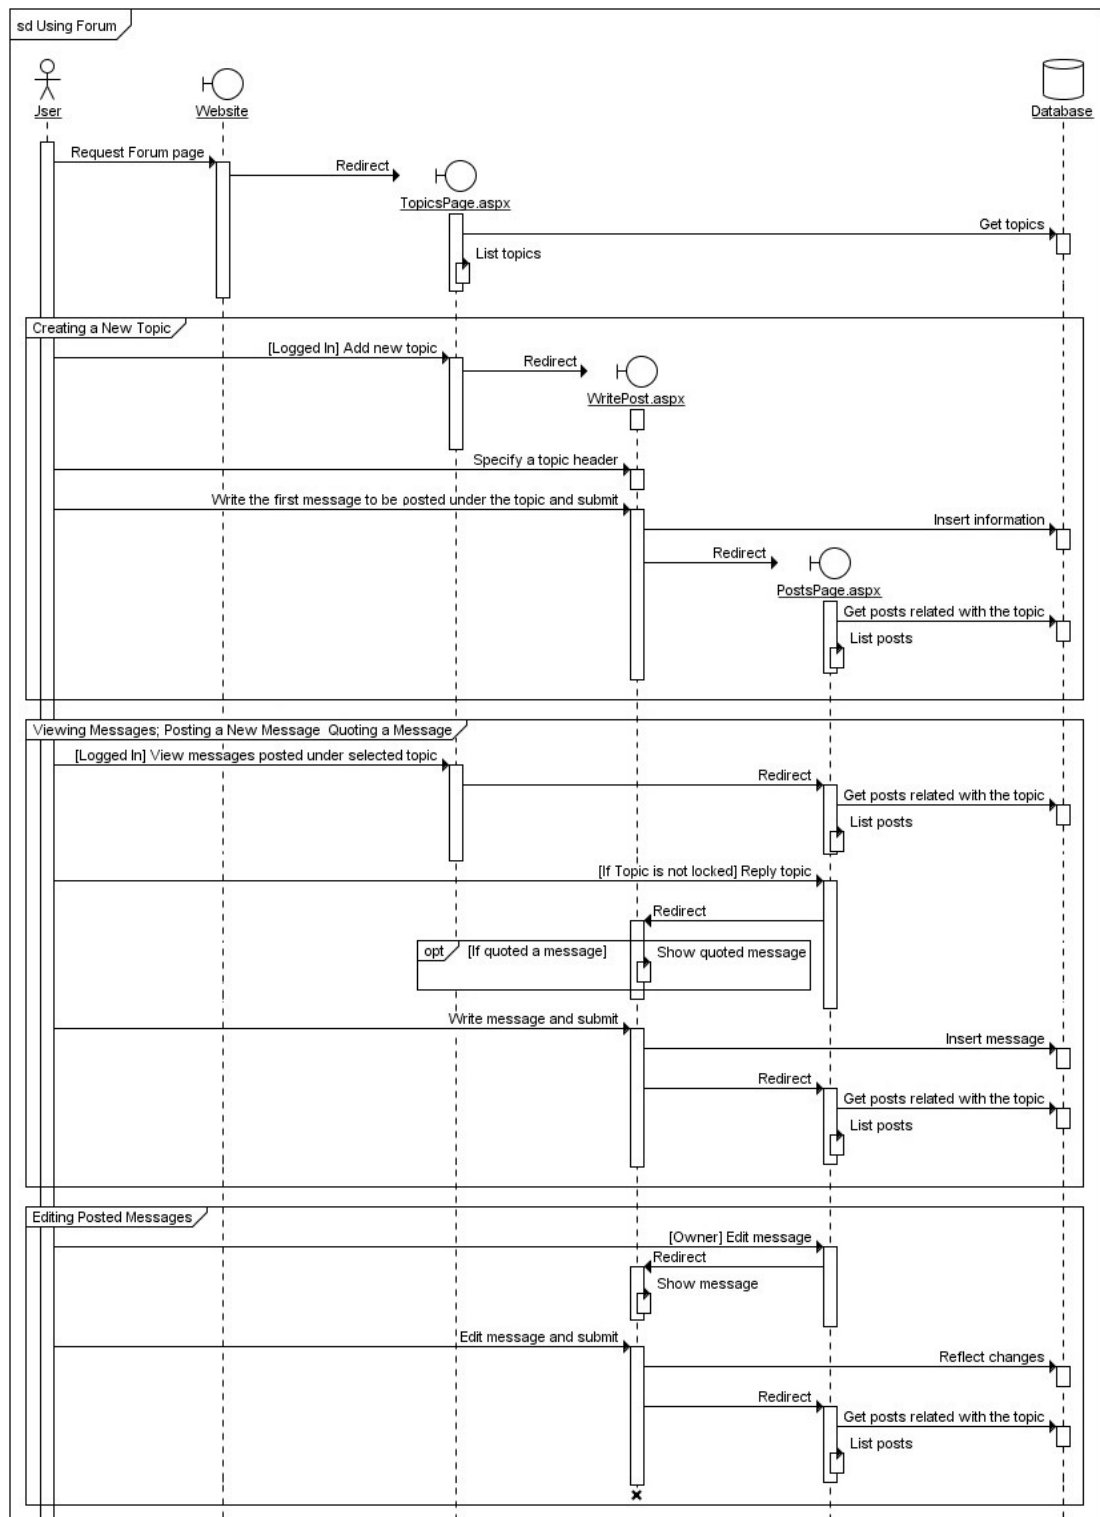 sd Using Forum
User
Website
Database
Request Forum page
Redirect
TopicsPage.aspx
Get topics
List topics
Creating a New Topic
[Logged In] Add new topic
Redirect
WritePost.aspx
Specify a topic header
Write the first message to be posted under the topic and submit
Insert information
Redirect
PostsPage.aspx
Get posts related with the topic
List posts
Viewing Messages; Posting a New Message Quoting a Message
[Logged In] View messages posted under selected topic
Redirect
Get posts related with the topic
List posts
[If Topic is not locked] Reply topic
Redirect
opt [If quoted a message] Show quoted message
Write message and submit
Insert message
Redirect
Get posts related with the topic
List posts
Editing Posted Messages
[Owner] Edit message
Redirect
Show message
Edit message and submit
Reflect changes
Redirect
Get posts related with the topic
List posts